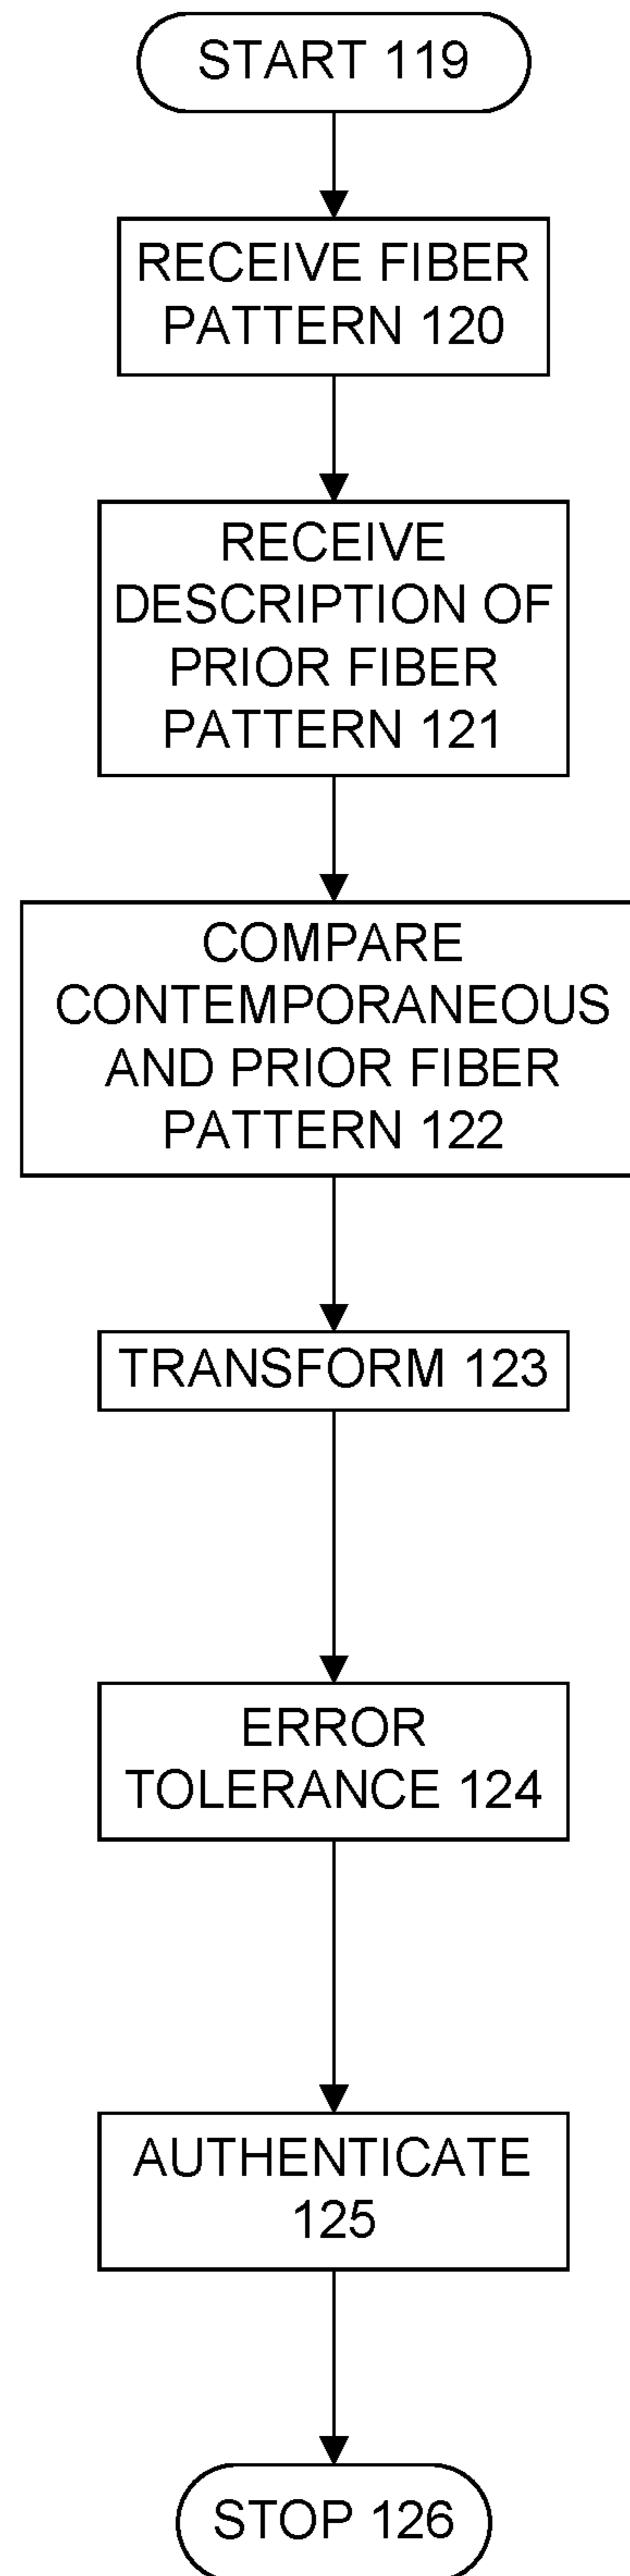 START 119
RECEIVE FIBER
PATTERN 120
RECEIVE
DESCRIPTION OF
PRIOR FIBER
PATTERN 121
COMPARE
CONTEMPORANEOUS
AND PRIOR FIBER
PATTERN 122
TRANSFORM 123
ERROR
TOLERANCE 124
AUTHENTICATE
125
STOP 126